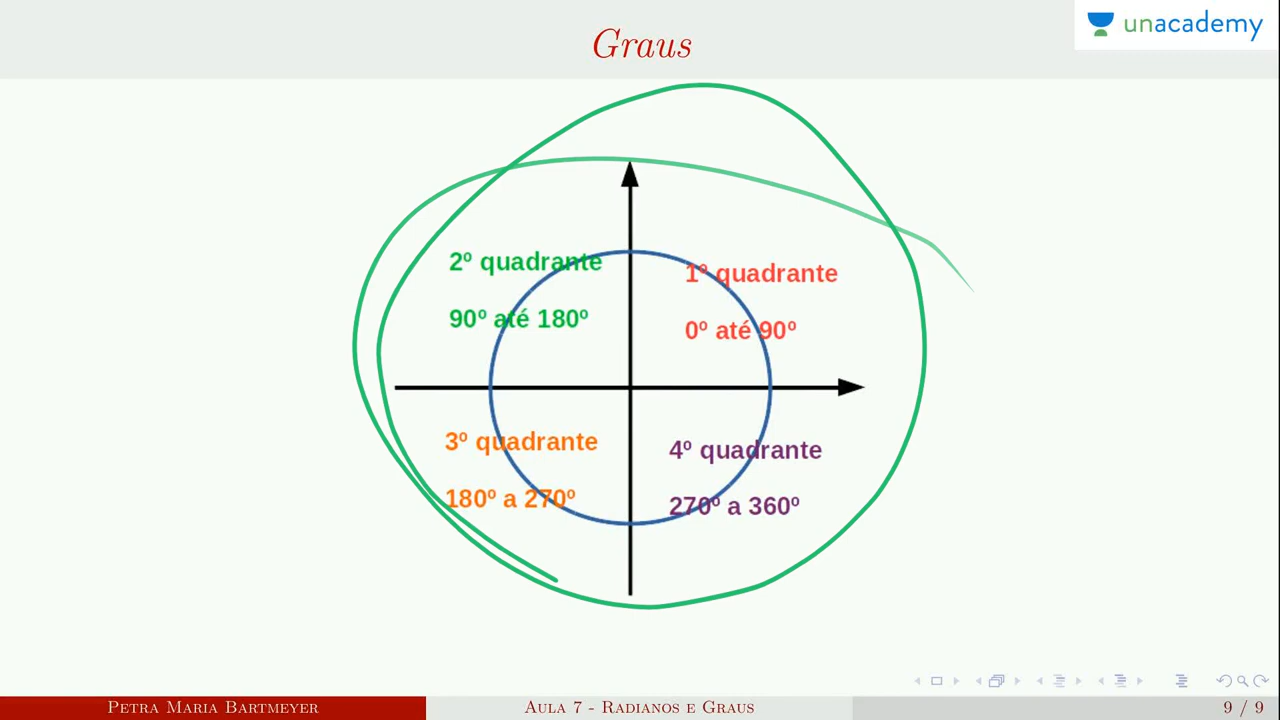 Graus
unacademy
2º quadrante
90º até 180º
1º quadrante
0º até 90º
3º quadrante
180º a 270º
4º quadrante
270º a 360º
Petra Maria Bartmeyer
Aula 7 - Radianos e Graus
9 / 9